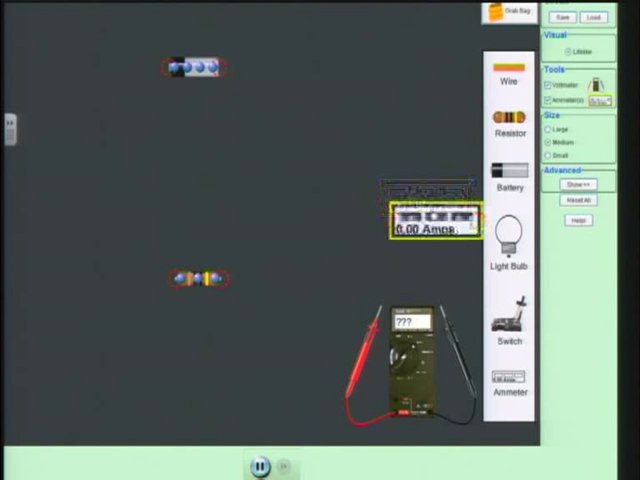 Grab Bag
Save
Load
Visual
Lifelike
Tools
Voltmeter
Ammeter(s)
Size
Large
Medium
Small
Advanced
Show >>
Reset All
Help!
Wire
Resistor
Battery
Light Bulb
Switch
Ammeter
0.00 Amps
???